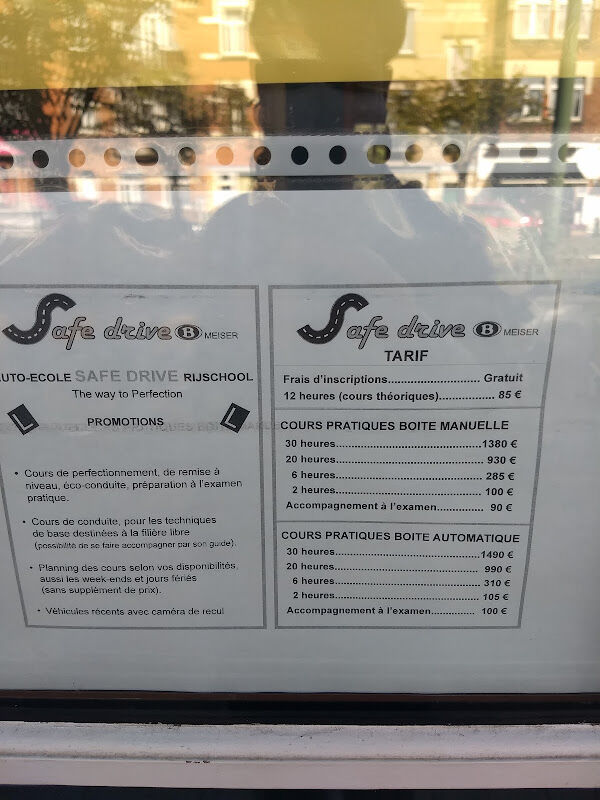 Safe drive B MEISER
AUTO-ECOLE SAFE DRIVE RIJSCHOOL
The way to Perfection
L PROMOTIONS L
• Cours de perfectionnement, de remise à
niveau, éco-conduite, préparation à l'examen
pratique.
• Cours de conduite, pour les techniques
de base destinées à la filière libre
(possibilité de se faire accompagner par son guide).
• Planning des cours selon vos disponibilités,
aussi les week-ends et jours fériés
(sans supplément de prix).
• Véhicules récents avec caméra de recul
Safe drive B MEISER
TARIF
Frais d'inscriptions............................ Gratuit
12 heures (cours théoriques)................. 85 €
COURS PRATIQUES BOITE MANUELLE
30 heures............................................1380 €
20 heures............................................ 930 €
6 heures............................................ 285 €
2 heures............................................ 100 €
Accompagnement à l'examen.............. 90 €
COURS PRATIQUES BOITE AUTOMATIQUE
30 heures............................................1490 €
20 heures............................................ 990 €
6 heures............................................ 310 €
2 heures............................................ 105 €
Accompagnement à l'examen.............. 100 €